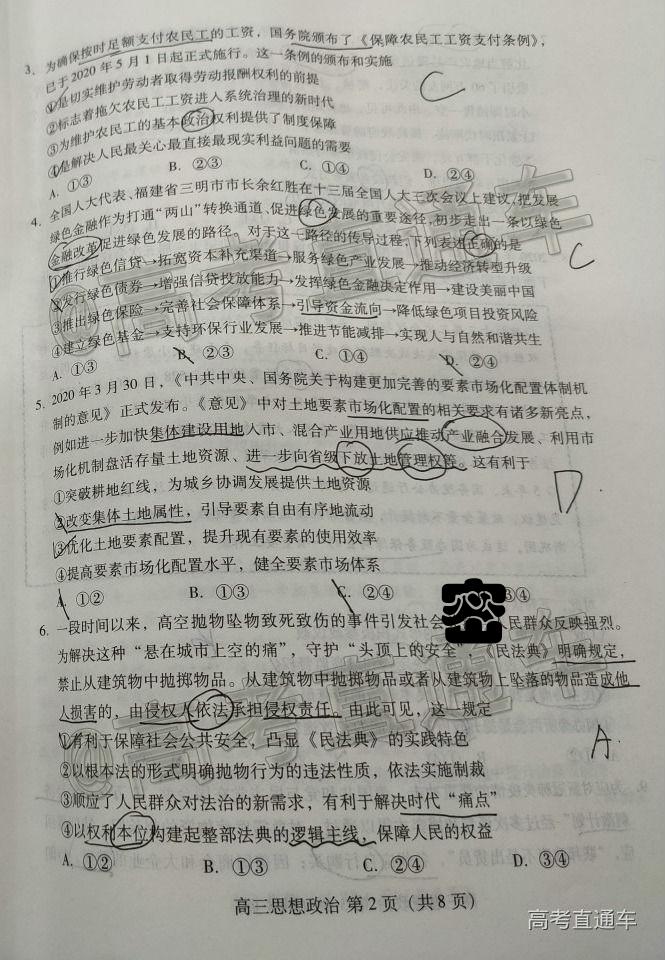 3. 为确保按时足额支付农民工的工资，国务院颁布了《保障农民工工资支付条例》，
已于2020年5月1日起正式施行。这一条例的颁布和实施
①是切实维护劳动者取得劳动报酬权利的前提
②标志着拖欠农民工工资进入系统治理的新时代
③为维护农民工的基本政治权利提供了制度保障
④是解决人民最关心最直接最现实利益问题的需要
A. ①③ B. ②③ C. ①④ D. ②④
C
4. 全国人大代表、福建省三明市市长余红胜在十三届全国人大三次会议上建议，把发展
绿色金融作为打通“两山”转换通道、促进绿色发展的重要途径，初步走出一条以绿色
金融改革促进绿色发展的路径。对于这一路径的传导过程，下列表述正确的是
①推行绿色信贷→拓宽资本补充渠道→服务绿色产业发展→推动经济转型升级
②发行绿色债券→增强信贷投放能力→发挥绿色金融决定作用→建设美丽中国
③推出绿色保险→完善社会保障体系→引导资金流向→降低绿色项目投资风险
④建立绿色基金→支持环保行业发展→推进节能减排→实现人与自然和谐共生
A. ①③ B. ②③ C. ①④ D. ②④
C
5. 2020年3月30日，《中共中央、国务院关于构建更加完善的要素市场化配置体制机
制的意见》正式发布。《意见》中对土地要素市场化配置的相关要求有诸多新亮点，
例如进一步加快集体建设用地入市、混合产业用地供应推动产业融合发展、利用市
场化机制盘活存量土地资源、进一步向省级下放土地管理权等。这有利于
①突破耕地红线，为城乡协调发展提供土地资源
②改变集体土地属性，引导要素自由有序地流动
③优化土地要素配置，提升现有要素的使用效率
④提高要素市场化配置水平，健全要素市场体系
A. ①② B. ①③ C. ②④ ③④
D
6. 一段时间以来，高空抛物坠物致死致伤的事件引发社会 人民群众反映强烈。
为解决这种“悬在城市上空的痛”，守护“头顶上的安全”，《民法典》明确规定，
禁止从建筑物中抛掷物品。从建筑物中抛掷物品或者从建筑物上坠落的物品造成他
人损害的，由侵权人依法承担侵权责任。由此可见，这一规定
①有利于保障社会公共安全，凸显《民法典》的实践特色
②以根本法的形式明确抛物行为的违法性质，依法实施制裁
③顺应了人民群众对法治的新需求，有利于解决时代“痛点”
④以权利本位构建起整部法典的逻辑主线，保障人民的权益
A. ①② B. ①③ C. ②④ D. ③④
A.
高三思想政治 第2页（共8页）
@高考直通车
@高考直通车
高考直通车